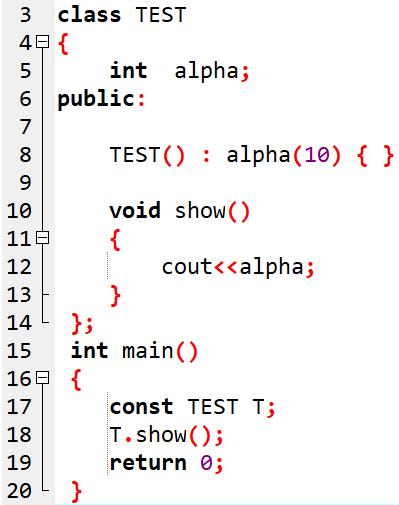 3 class TEST
4 {
5 int alpha;
6 public:
7
8 TEST() : alpha(10) { }
9
10 void show()
11 {
12 cout<<alpha;
13 }
14 };
15 int main()
16 {
17 const TEST T;
18 T.show();
19 return 0;
20 }